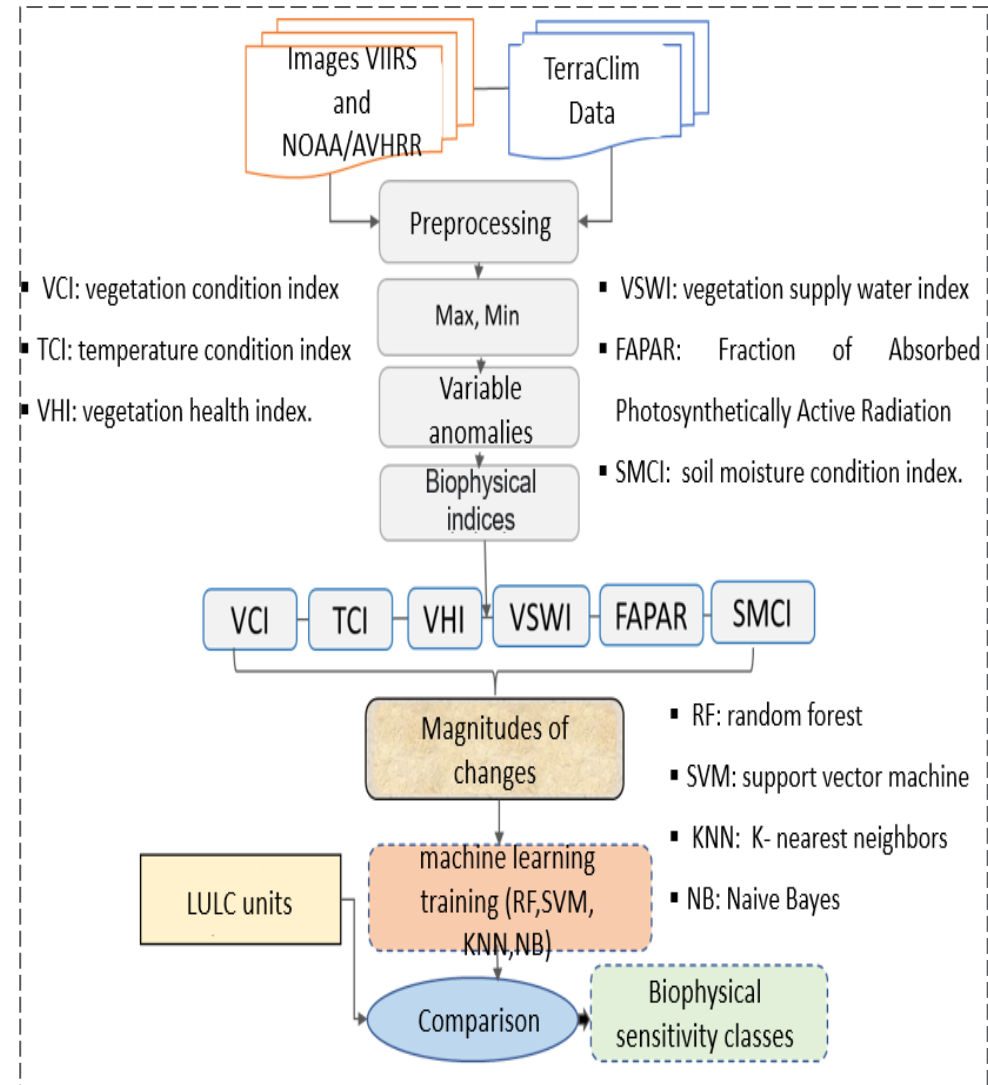 Images VIIRS
and
NOAA/AVHRR
TerraClim
Data
Preprocessing
▪ VCI: vegetation condition index
▪ TCI: temperature condition index
▪ VHI: vegetation health index.
Max, Min
Variable
anomalies
Biophysical
indices
▪ VSWI: vegetation supply water index
▪ FAPAR: Fraction of Absorbed
Photosynthetically Active Radiation
▪ SMCI: soil moisture condition index.
VCI TCI VHI VSWI FAPAR SMCI
Magnitudes of
changes
▪ RF: random forest
▪ SVM: support vector machine
▪ KNN: K- nearest neighbors
▪ NB: Naive Bayes
machine learning
training (RF,SVM,
KNN,NB)
LULC units
Comparison
Biophysical
sensitivity classes